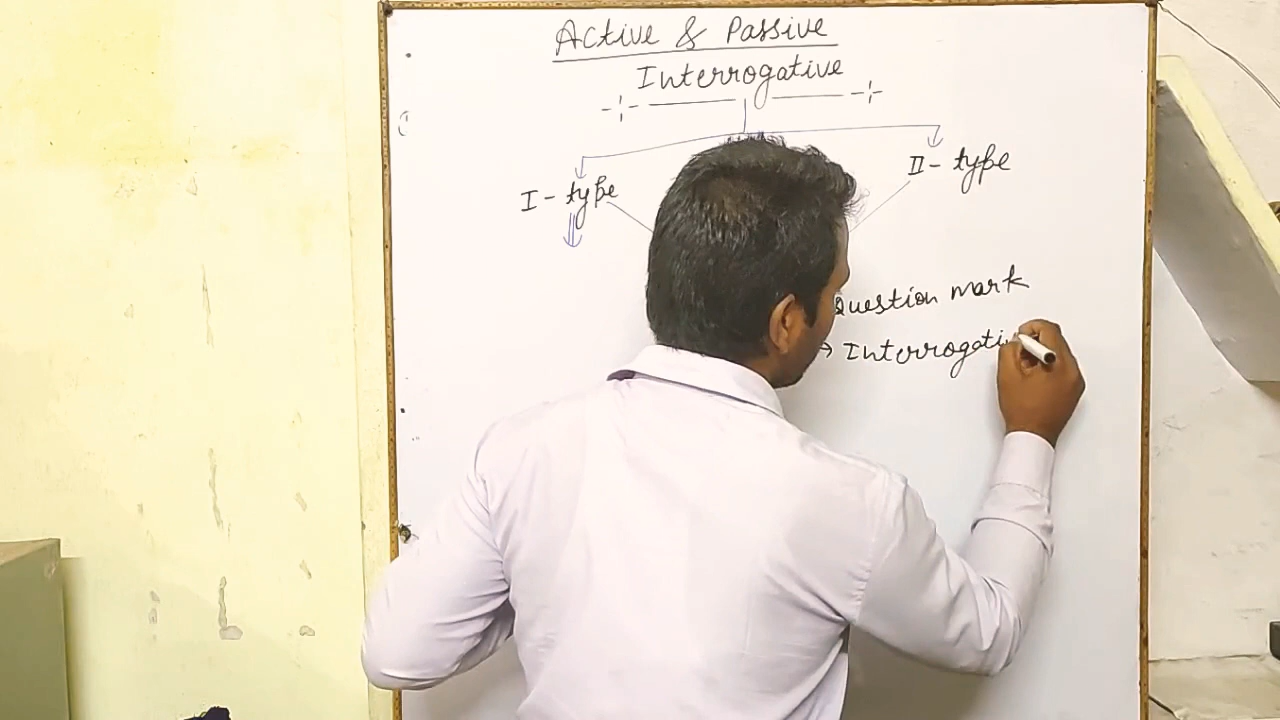 Active & Passive
Interrogative
I - type
II - type
Question mark
→ Interrogati